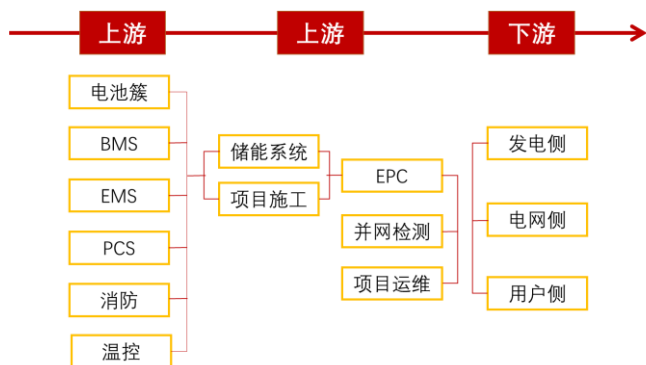 上游
上游
下游
电池簇
BMS
EMS
PCS
消防
温控
储能系统
项目施工
EPC
并网检测
项目运维
发电侧
电网侧
用户侧